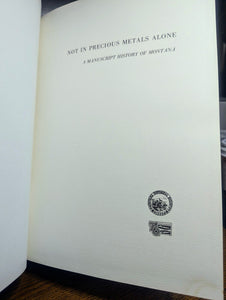 NOT IN PRECIOUS METALS ALONE
A MANUSCRIPT HISTORY OF MONTANA